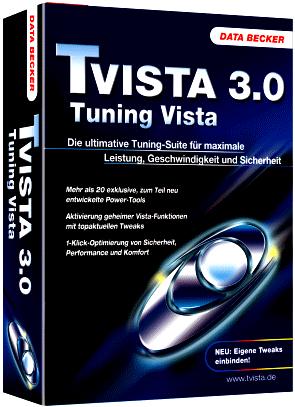 DATA BECKER
TVISTA 3.0
Tuning Vista
Die ultimative Tuning-Suite für maximale
Leistung, Geschwindigkeit und Sicherheit
Mehr als 20 exklusive, zum Teil neu
entwickelte Power-Tools
Aktivierung geheimer Vista-Funktionen
mit topaktuellen Tweaks
1-Klick-Optimierung von Sicherheit,
Performance und Komfort
NEU: Eigene Tweaks
einbinden!
www.tvista.de
DATA BECKER
TVISTA 3.0
Tuning Vista